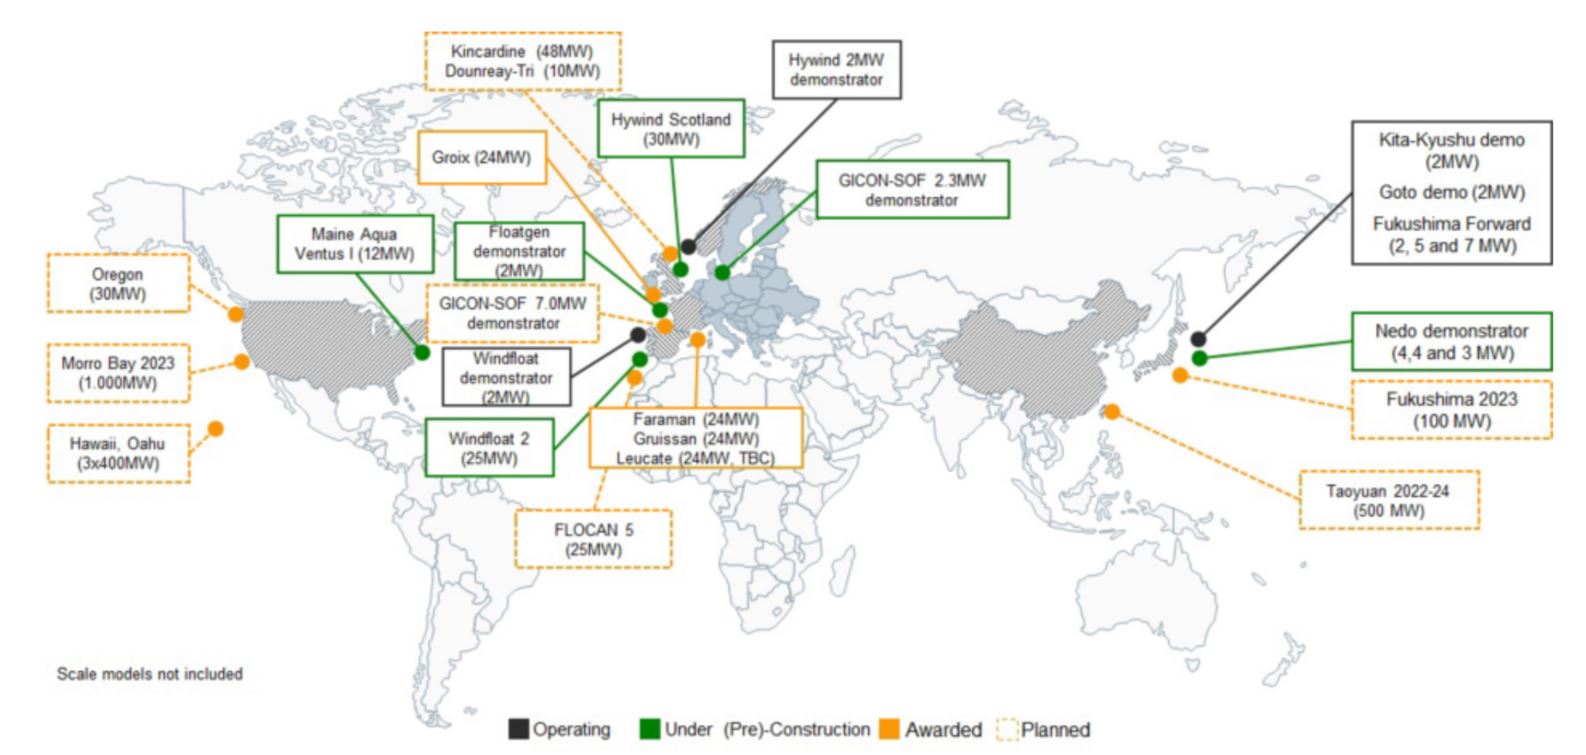 Kincardine (48MW)
Dounreay-Tri (10MW)
Hywind 2MW
demonstrator
Hywind Scotland
(30MW)
Groix (24MW)
GICON-SOF 2.3MW
demonstrator
Kita-Kyushu demo
(2MW)
Goto demo (2MW)
Fukushima Forward
(2, 5 and 7 MW)
Maine Aqua
Ventus I (12MW)
Floatgen
demonstrator
(2MW)
Oregon
(30MW)
GICON-SOF 7.0MW
demonstrator
Nedo demonstrator
(4,4 and 3 MW)
Morro Bay 2023
(1.000MW)
Windfloat
demonstrator
(2MW)
Fukushima 2023
(100 MW)
Hawaii, Oahu
(3x400MW)
Windfloat 2
(25MW)
Faraman (24MW)
Gruissan (24MW)
Leucate (24MW, TBC)
Taoyuan 2022-24
(500 MW)
FLOCAN 5
(25MW)
Scale models not included
Operating
Under (Pre)-Construction
Awarded
Planned